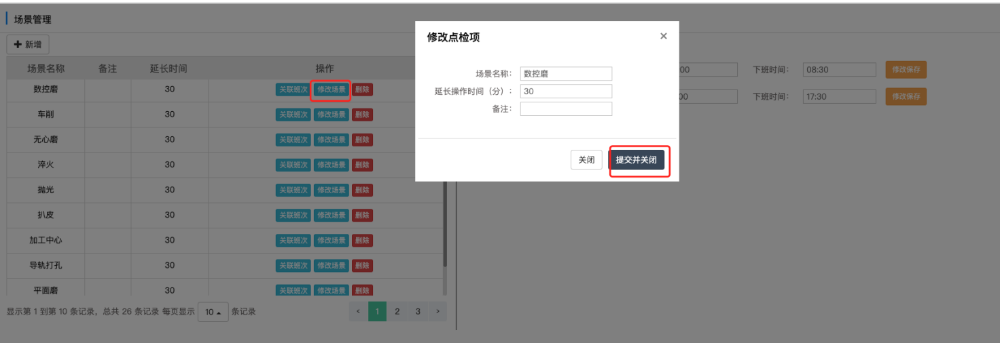 场景管理
新增
场景名称 备注 延长时间 操作
数控磨 30 关联班次 修改场景 删除
车削 30 关联班次 修改场景 删除
无心磨 30 关联班次 修改场景 删除
淬火 30 关联班次 修改场景 删除
抛光 30 关联班次 修改场景 删除
扒皮 30 关联班次 修改场景 删除
加工中心 30 关联班次 修改场景 删除
导轨打孔 30 关联班次 修改场景 删除
平面磨 30 关联班次 修改场景 删除
显示第 1 到第 10 条记录，总共 26 条记录 每页显示 10 条记录
‹ 1 2 3 ›
修改点检项 ×
场景名称： 数控磨
延长操作时间（分）： 30
备注：
关闭 提交并关闭
00 下班时间： 08:30 修改保存
00 下班时间： 17:30 修改保存